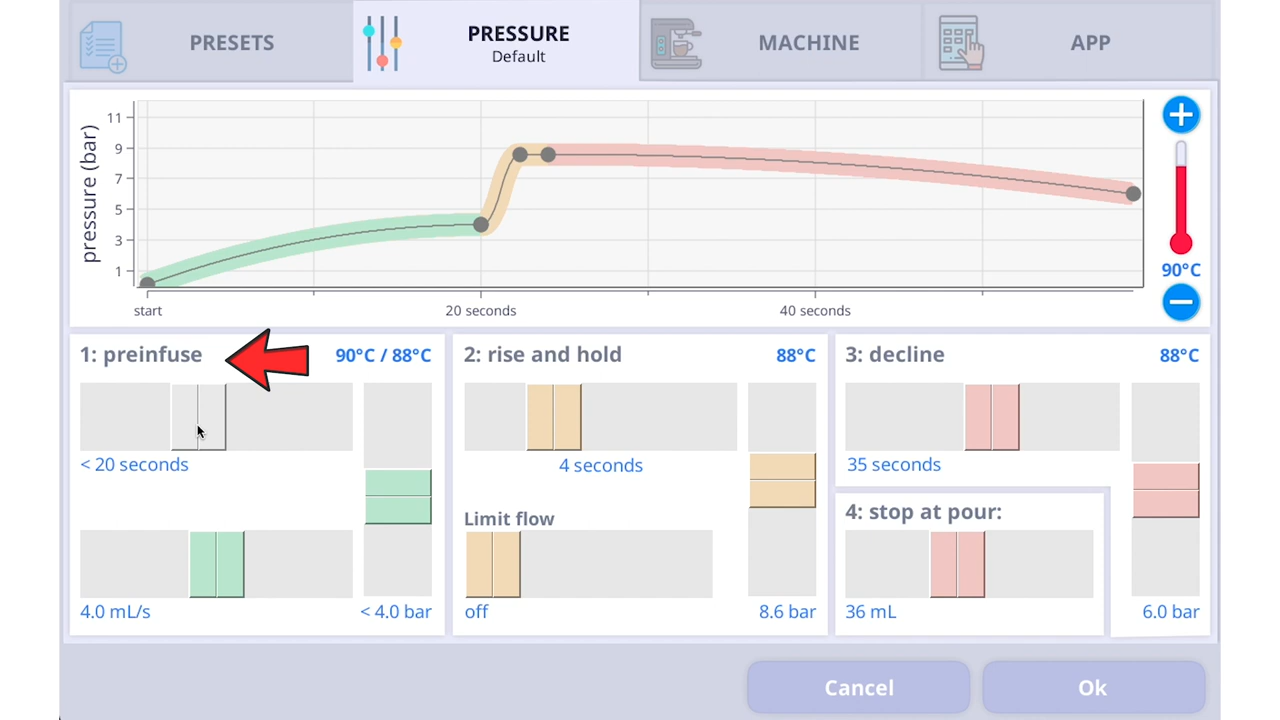 PRESETS
PRESSURE
Default
MACHINE
APP
pressure (bar)
11
9
7
5
3
1
start
20 seconds
40 seconds
90°C
1: preinfuse
90°C / 88°C
< 20 seconds
4.0 mL/s
< 4.0 bar
2: rise and hold
88°C
4 seconds
Limit flow
off
8.6 bar
3: decline
88°C
35 seconds
4: stop at pour:
36 mL
6.0 bar
Cancel
Ok